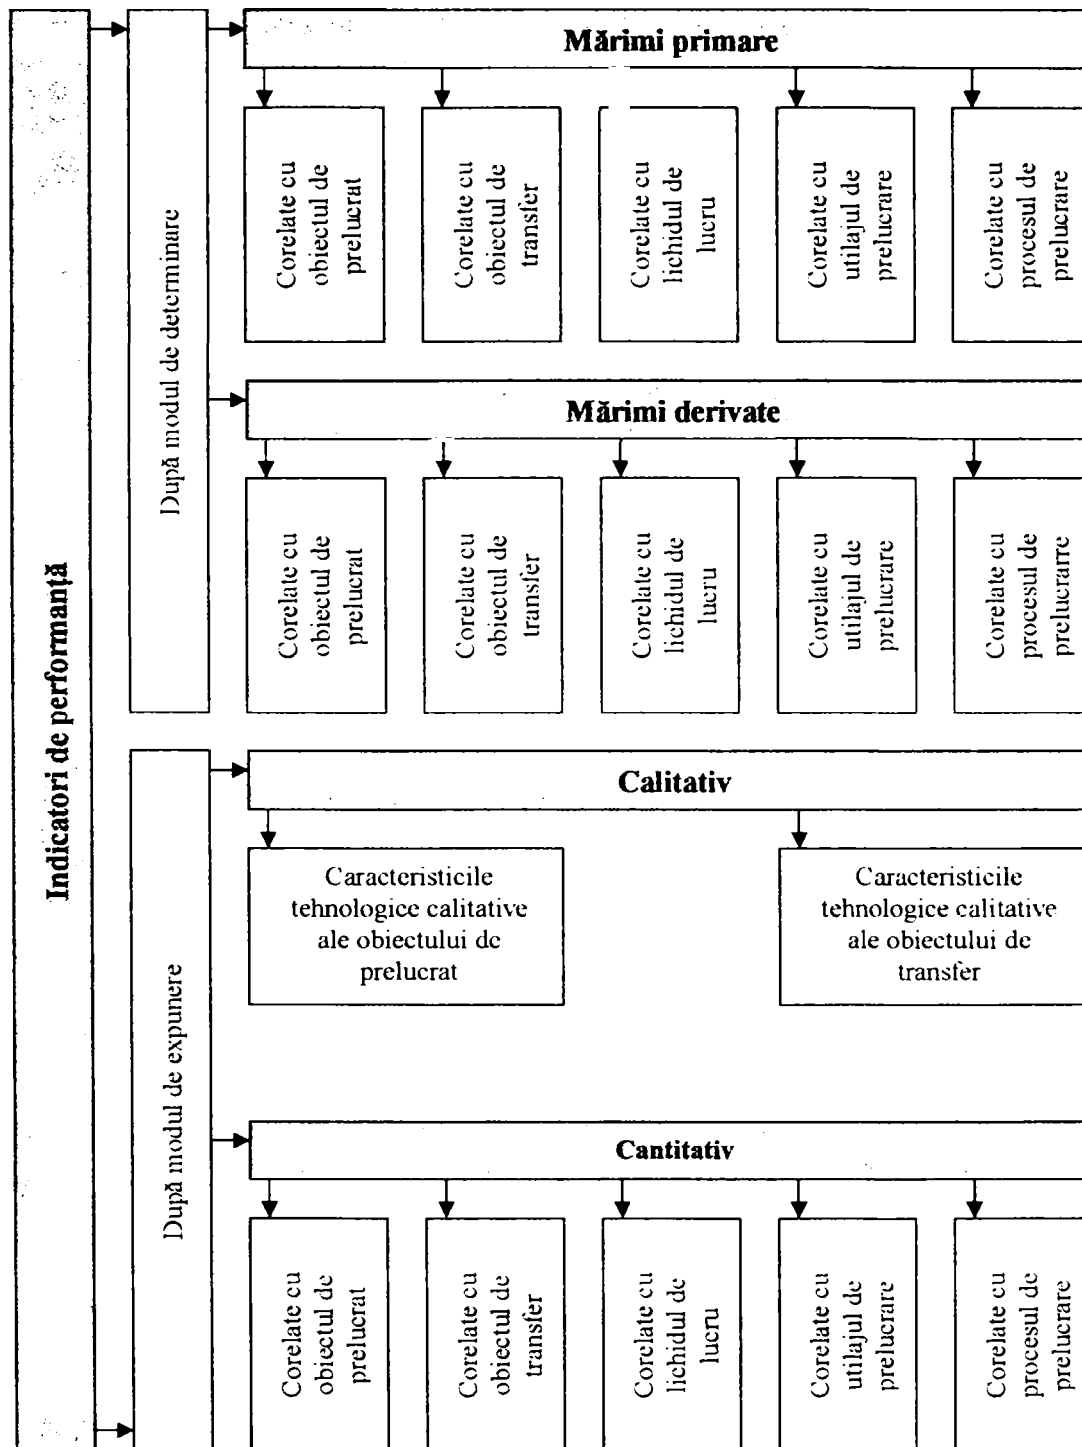 Indicatori de performanță
După modul de determinare
Mărimi primare
Corelate cu
obiectul de
prelucrat
Corelate cu
obiectul de
transfer
Corelate cu
lichidul de
lucru
Corelate cu
utilajul de
prelucrare
Corelate cu
procesul de
prelucrare
Mărimi derivate
Corelate cu
obiectul de
prelucrat
Corelate cu
obiectul de
transfer
Corelate cu
lichidul de
lucru
Corelate cu
utilajul de
prelucrare
Corelate cu
procesul de
prelucrarre
După modul de expunere
Calitativ
Caracteristicile
tehnologice calitative
ale obiectului de
prelucrat
Caracteristicile
tehnologice calitative
ale obiectului de
transfer
Cantitativ
Corelate cu
obiectul de
prelucrat
Corelate cu
obiectul de
transfer
Corelate cu
lichidul de
lucru
Corelate cu
utilajul de
prelucrare
Corelate cu
procesul de
prelucrare